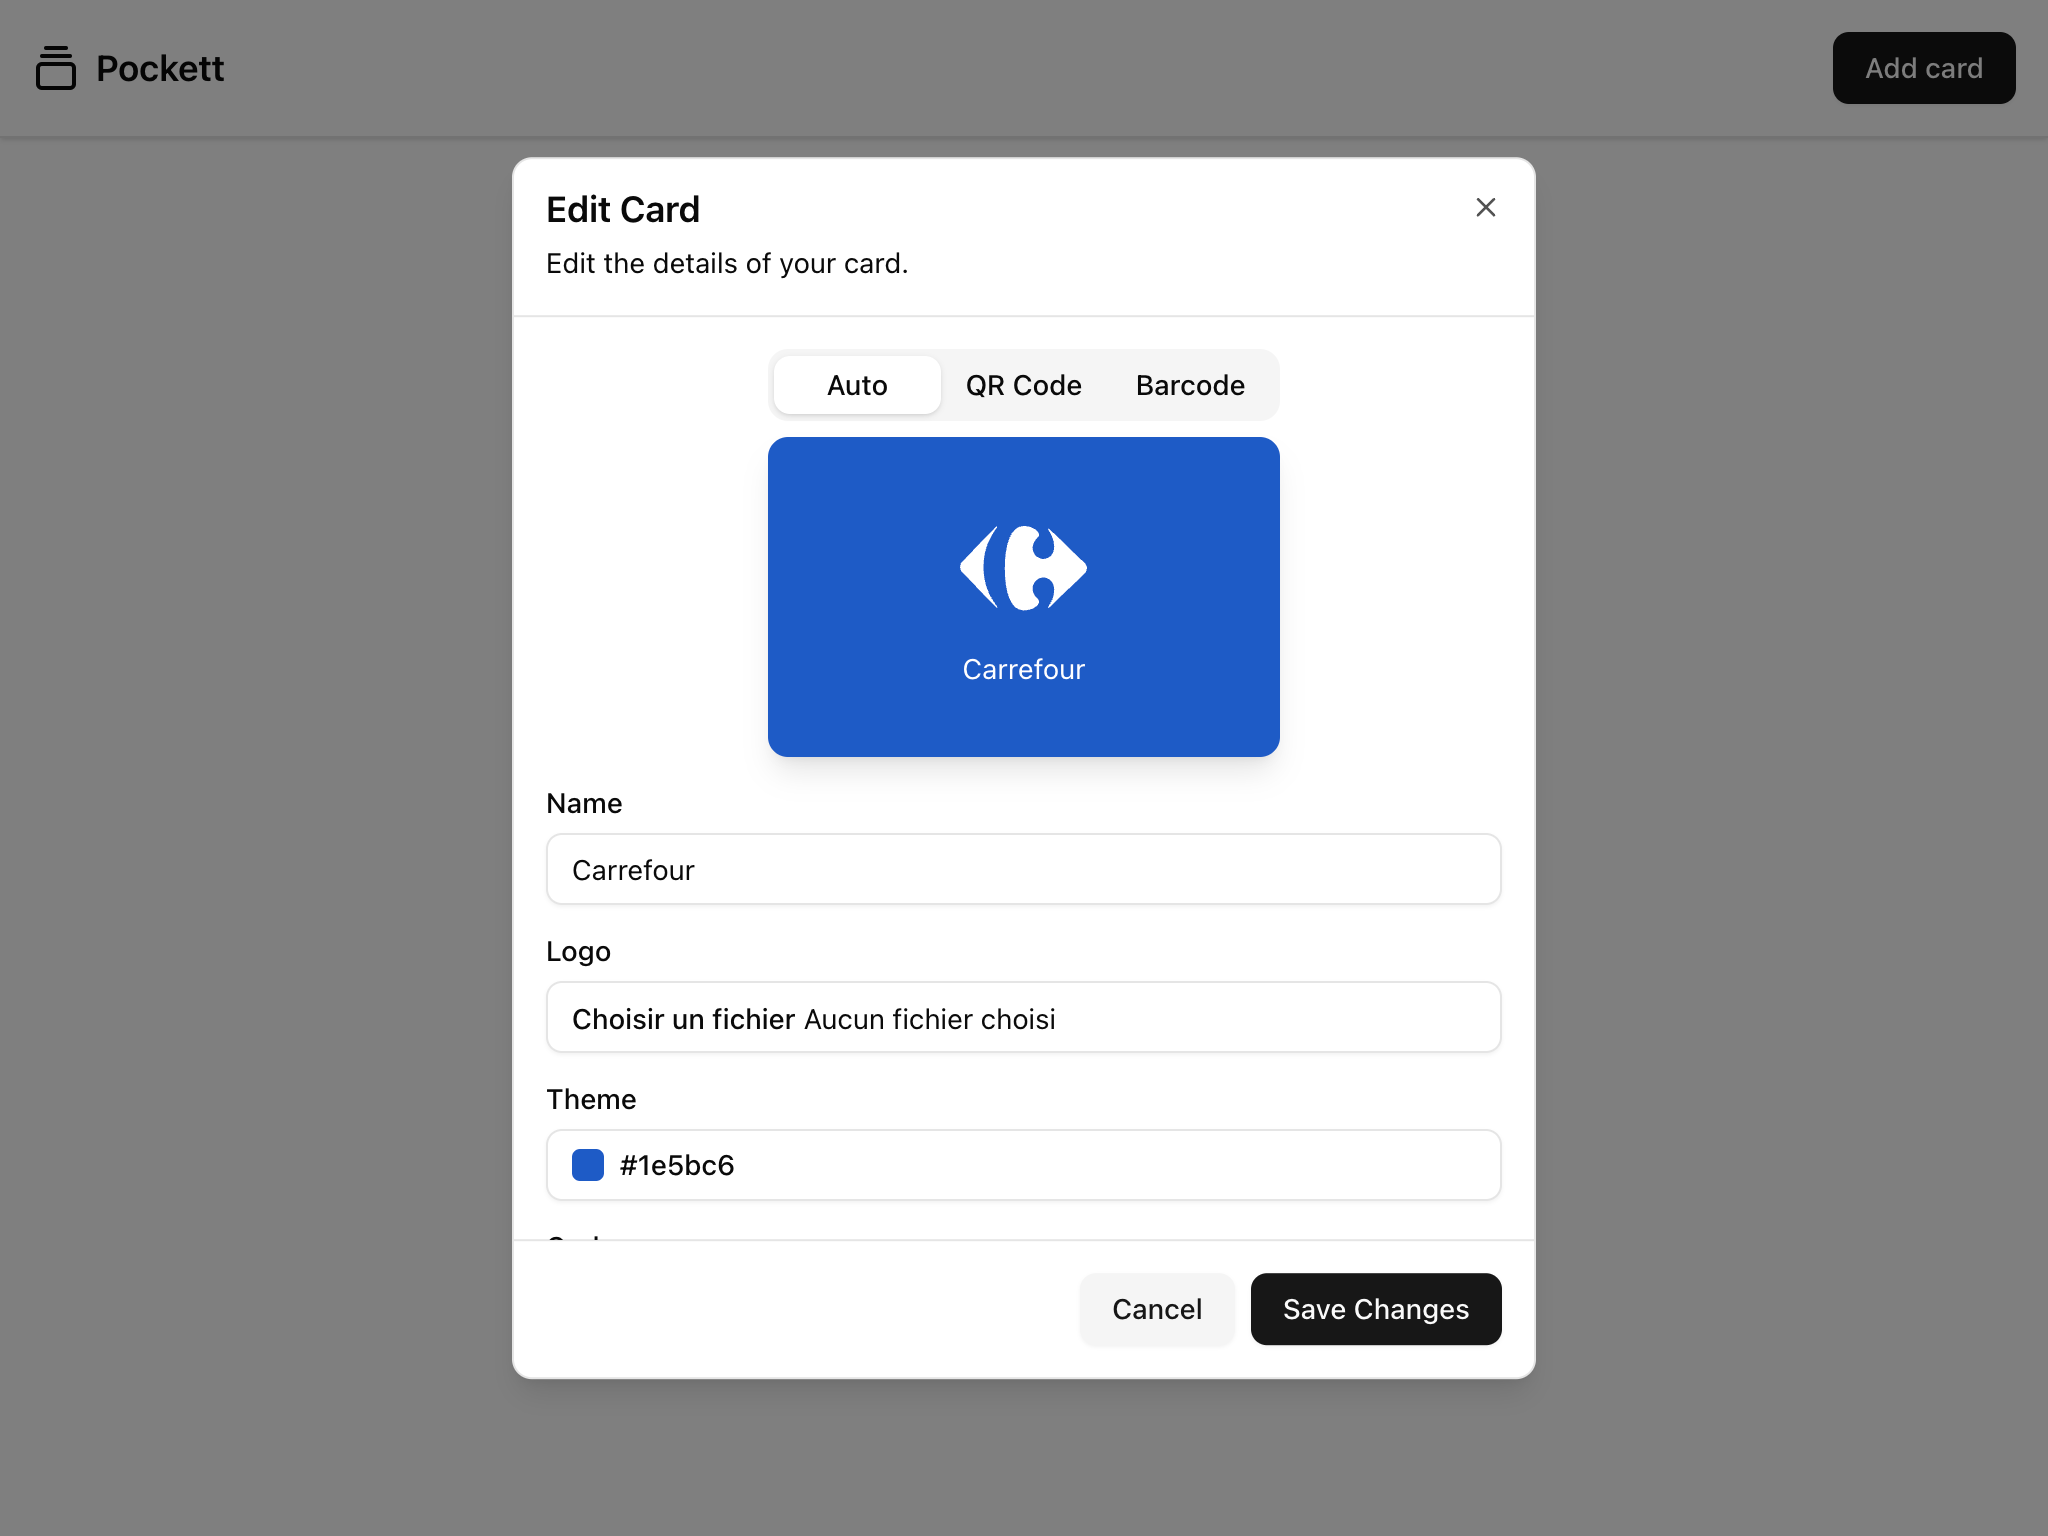 Pockett
Add card
Edit Card
Edit the details of your card.
Auto QR Code Barcode
Carrefour
Name
Carrefour
Logo
Choisir un fichier Aucun fichier choisi
Theme
#1e5bc6
Cancel Save Changes